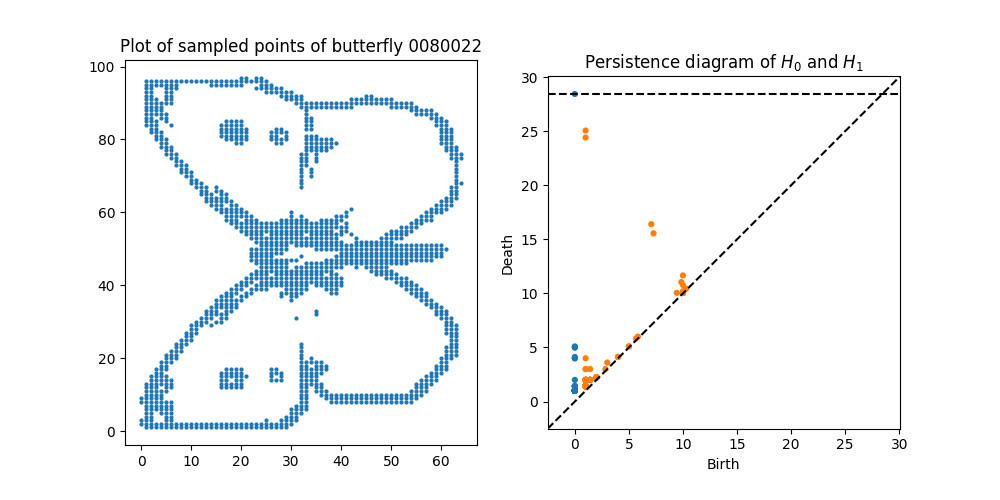 Plot of sampled points of butterfly 0080022
100
80
60
40
20
0
0 10 20 30 40 50 60
Persistence diagram of H₀ and H₁
Death
30
25
20
15
10
5
0
0 5 10 15 20 25 30
Birth